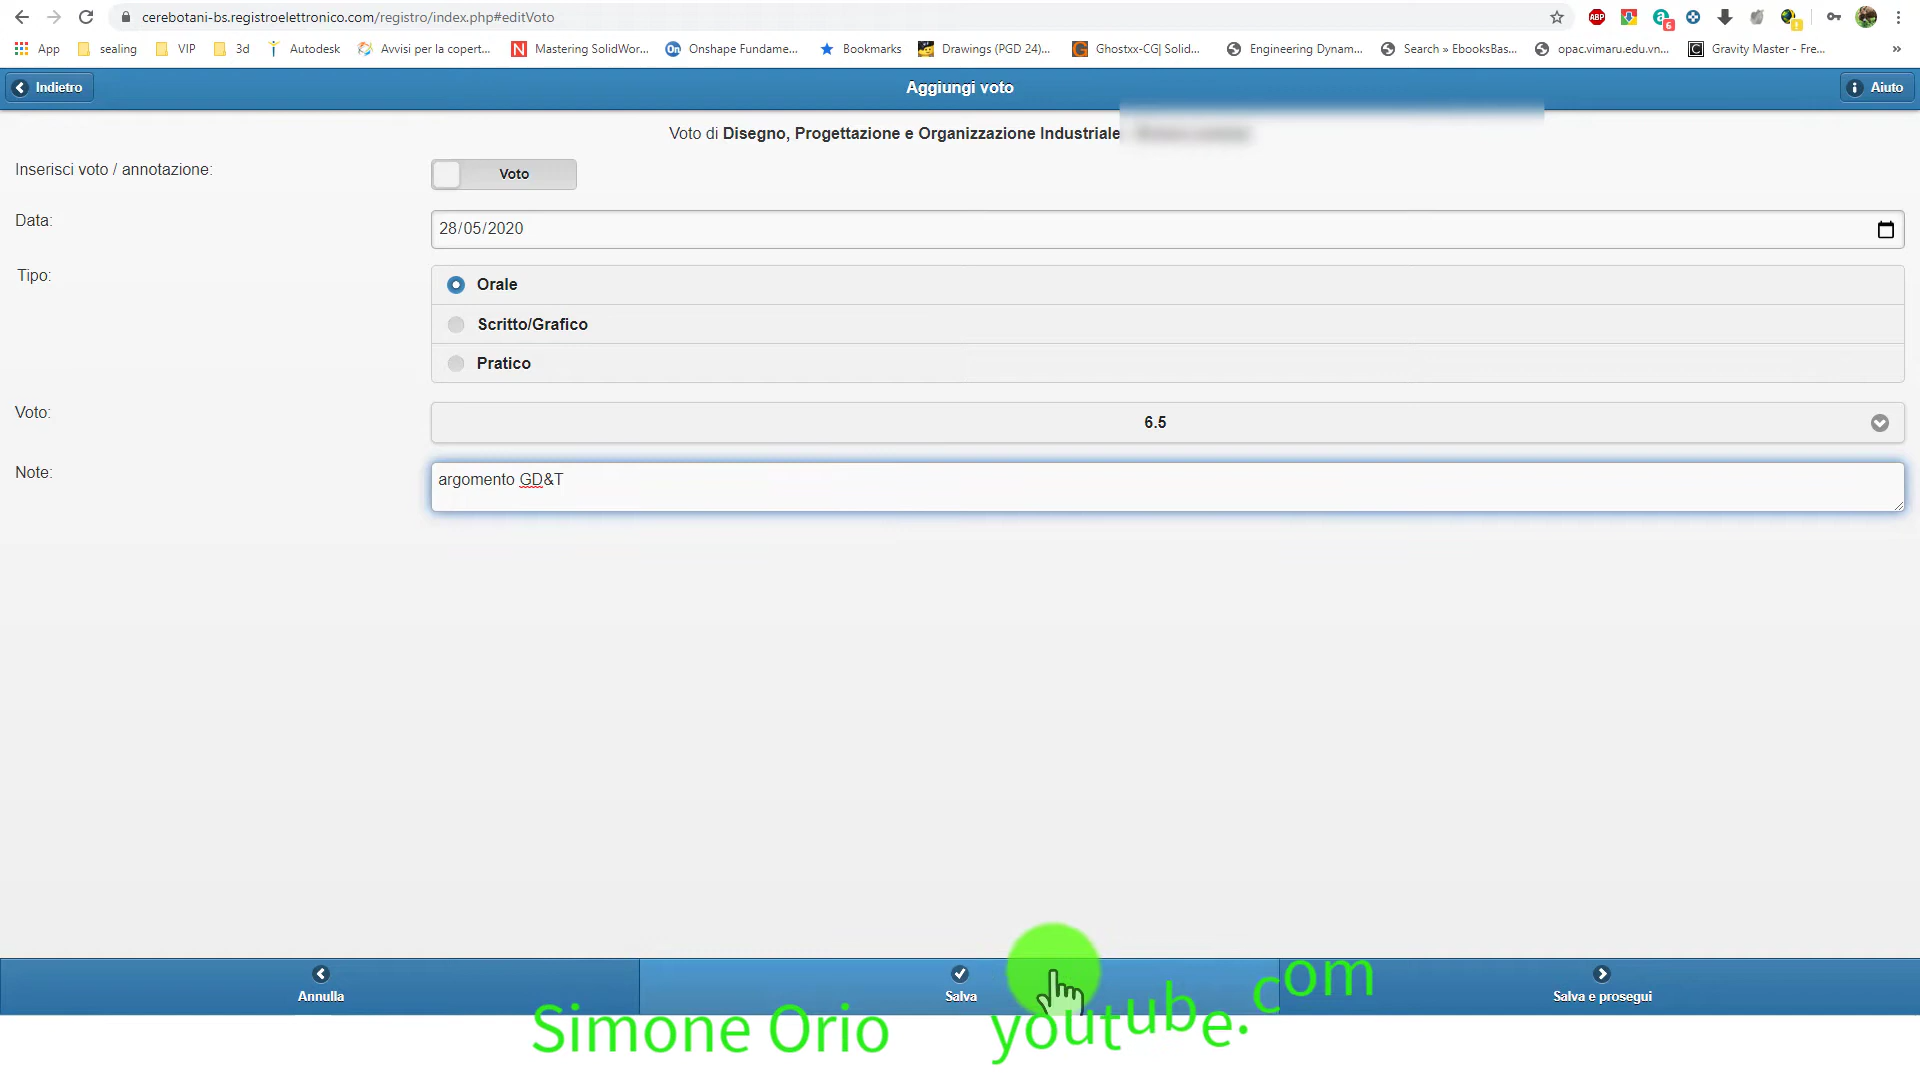 cerebotani-bs.registroelettronico.com/registro/index.php#editVoto
ABP
6
App
sealing
VIP
3d
Autodesk
Avvisi per la copert...
Mastering SolidWor...
Onshape Fundame...
Bookmarks
Drawings (PGD 24)...
Ghostxx-CG| Solid...
Engineering Dynam...
Search » EbooksBas...
opac.vimaru.edu.vn...
Gravity Master - Fre...
»
Indietro
Aggiungi voto
Aiuto
Voto di Disegno, Progettazione e Organizzazione Industriale
Inserisci voto / annotazione:
Voto
Data:
28/05/2020
Tipo:
Orale
Scritto/Grafico
Pratico
Voto:
6.5
Note:
argomento GD&T
Annulla
Salva
Salva e prosegui
Simone Orio youtube.com